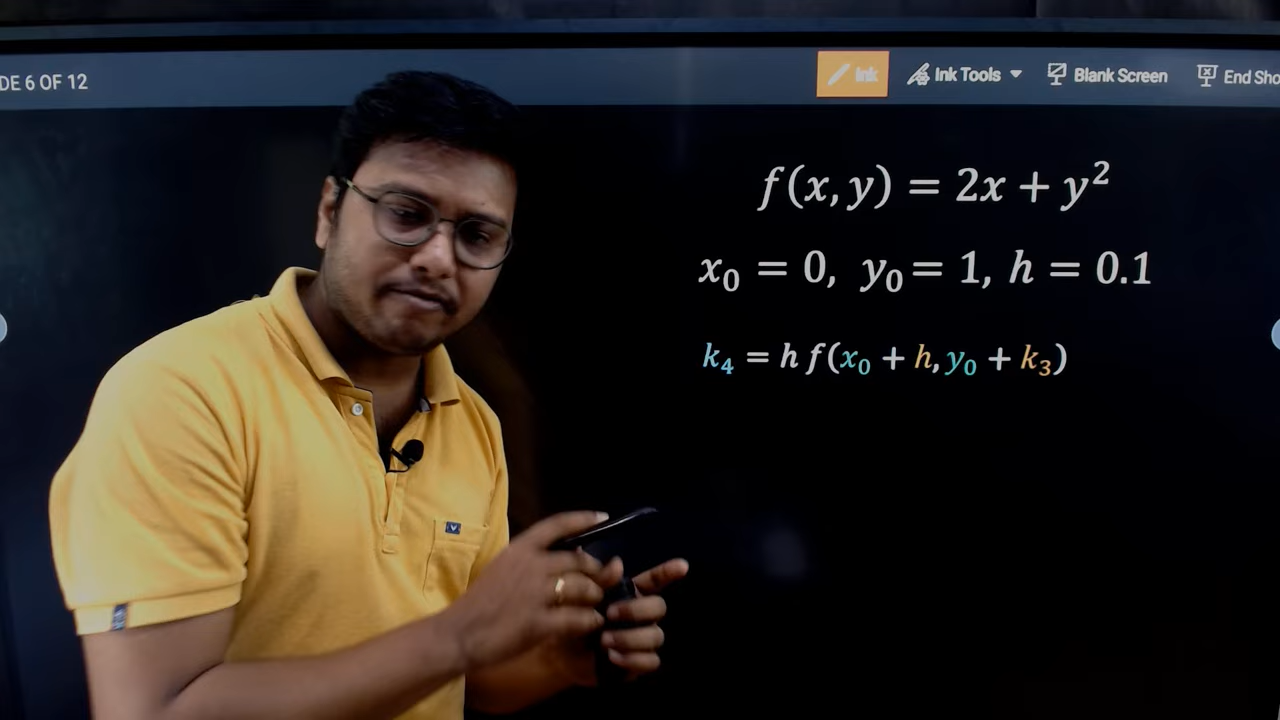 DE 6 OF 12
Ink
Ink Tools
Blank Screen
End Sho
f(x, y) = 2x + y²
x₀ = 0, y₀ = 1, h = 0.1
k₄ = h f(x₀ + h, y₀ + k₃)